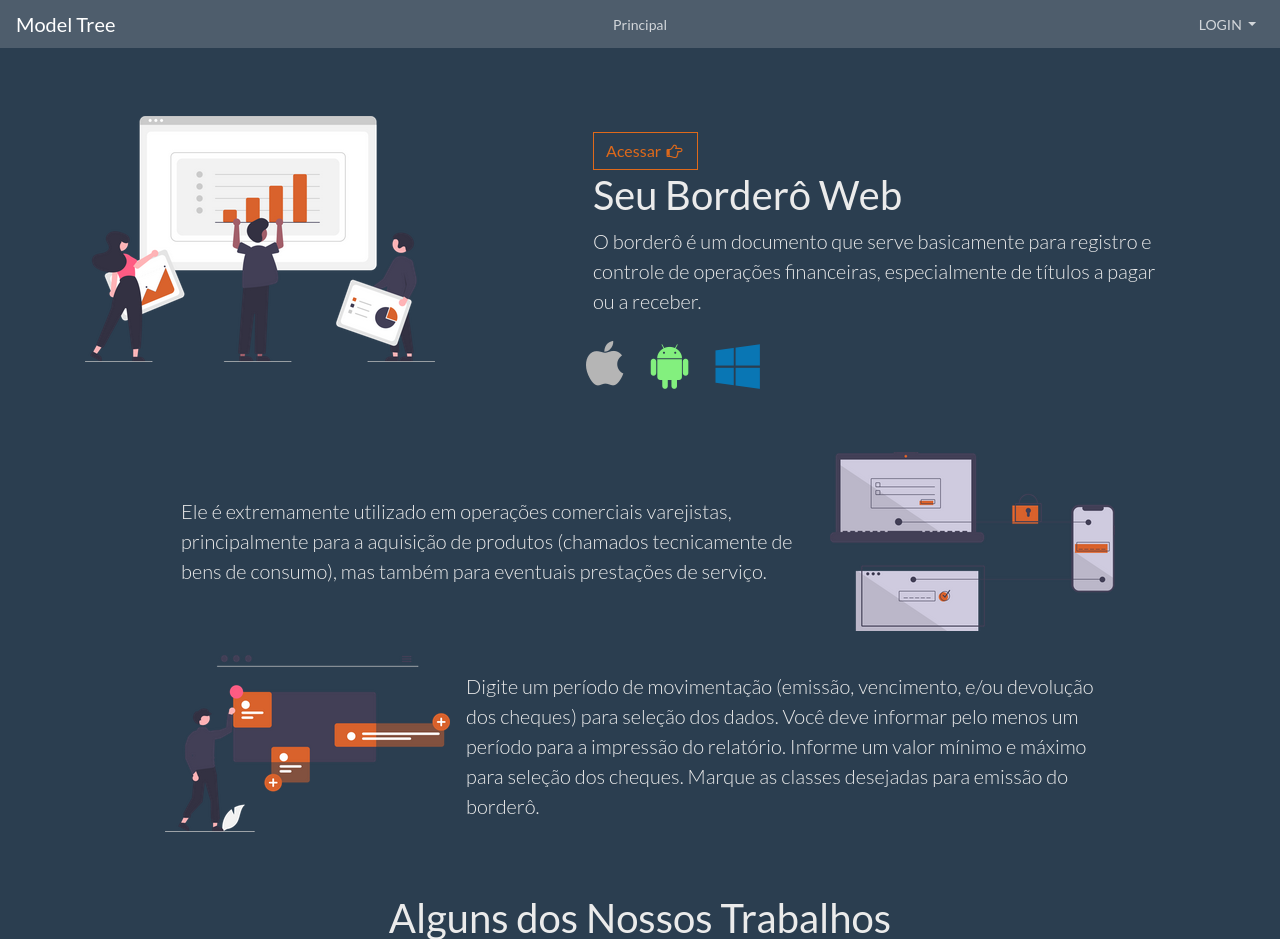 Model Tree
Principal
LOGIN
Acessar
Seu Borderô Web
O borderô é um documento que serve basicamente para registro e
controle de operações financeiras, especialmente de títulos a pagar
ou a receber.
Ele é extremamente utilizado em operações comerciais varejistas,
principalmente para a aquisição de produtos (chamados tecnicamente de
bens de consumo), mas também para eventuais prestações de serviço.
Digite um período de movimentação (emissão, vencimento, e/ou devolução
dos cheques) para seleção dos dados. Você deve informar pelo menos um
período para a impressão do relatório. Informe um valor mínimo e máximo
para seleção dos cheques. Marque as classes desejadas para emissão do
borderô.
Alguns dos Nossos Trabalhos